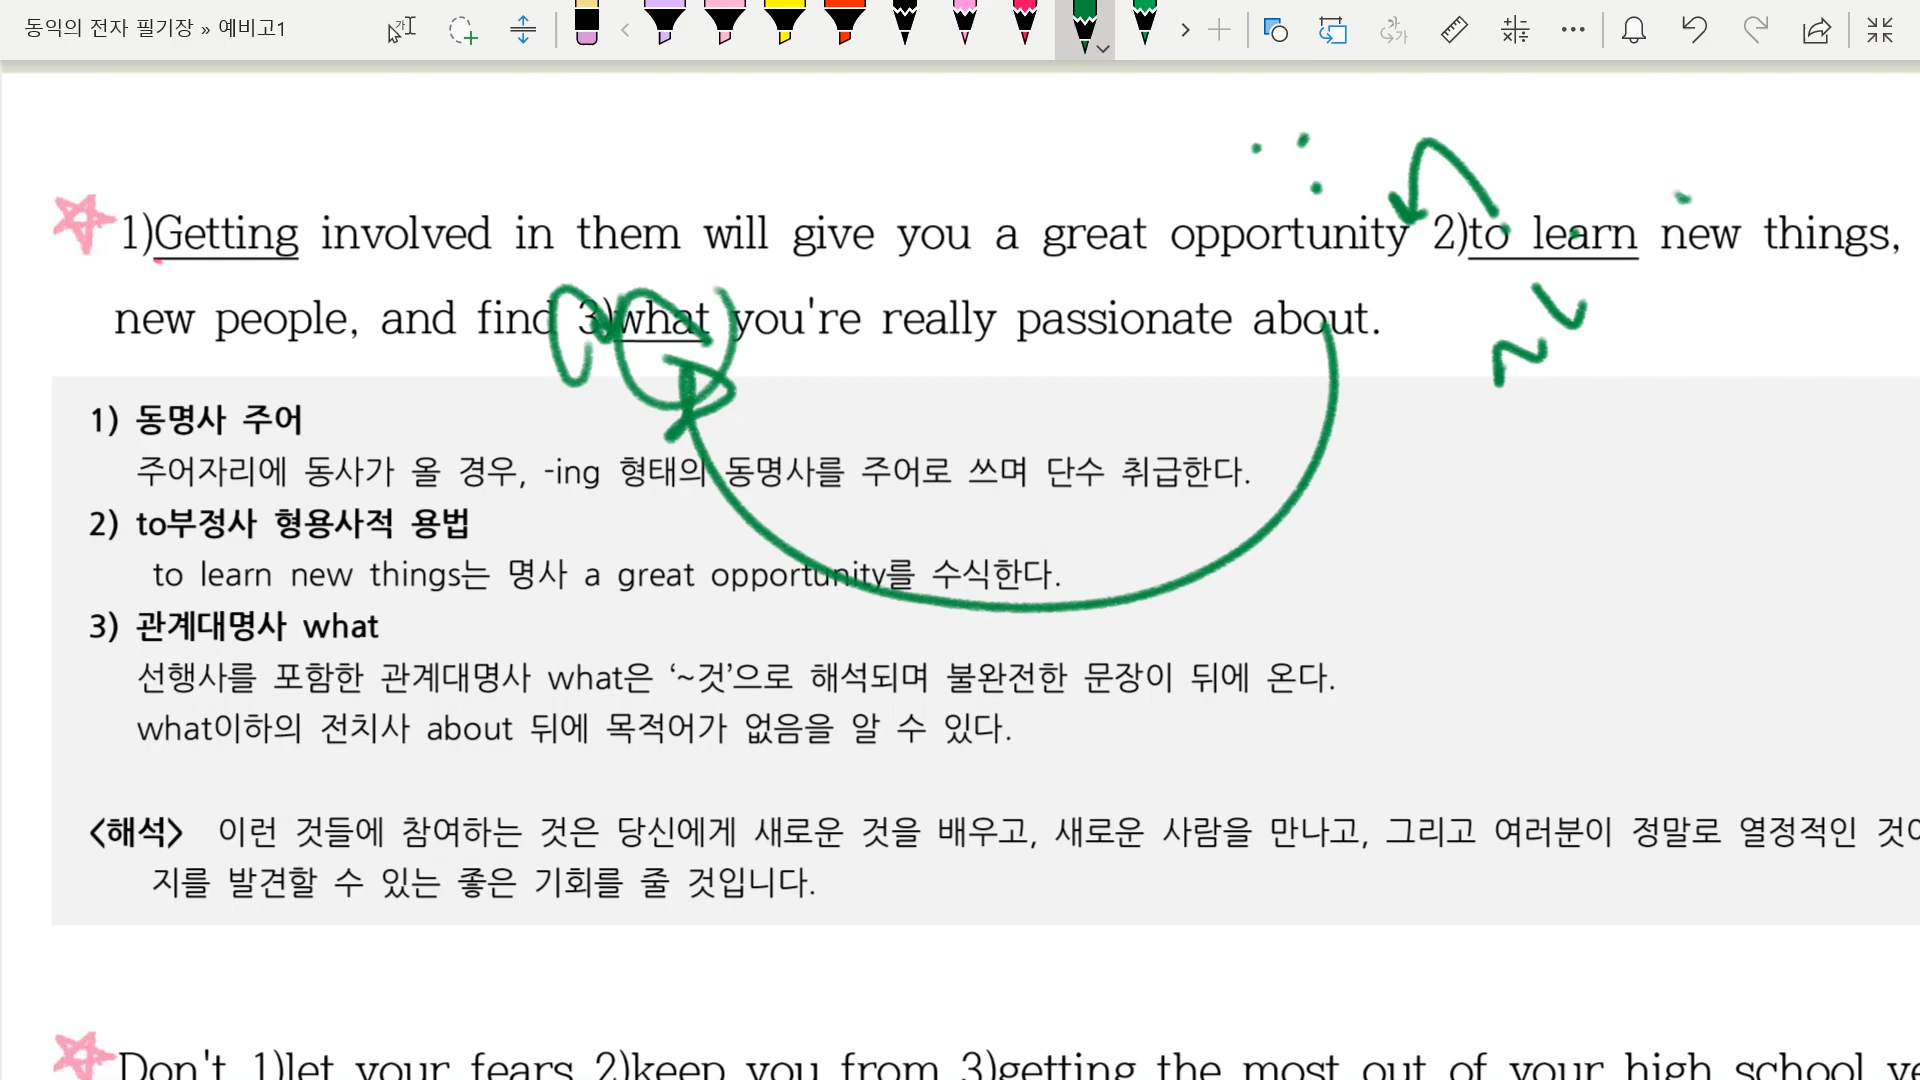 동익의 전자 필기장 » 예비고1
1)Getting involved in them will give you a great opportunity 2)to learn new things,
new people, and find 3)what you're really passionate about.
1) 동명사 주어
주어자리에 동사가 올 경우, -ing 형태의 동명사를 주어로 쓰며 단수 취급한다.
2) to부정사 형용사적 용법
to learn new things는 명사 a great opportunity를 수식한다.
3) 관계대명사 what
선행사를 포함한 관계대명사 what은 ‘~것’으로 해석되며 불완전한 문장이 뒤에 온다.
what이하의 전치사 about 뒤에 목적어가 없음을 알 수 있다.
<해석> 이런 것들에 참여하는 것은 당신에게 새로운 것을 배우고, 새로운 사람을 만나고, 그리고 여러분이 정말로 열정적인
지를 발견할 수 있는 좋은 기회를 줄 것입니다.
Don't 1)let your fears 2)keep you from 3)getting the most out of your high school